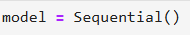 model = Sequential()